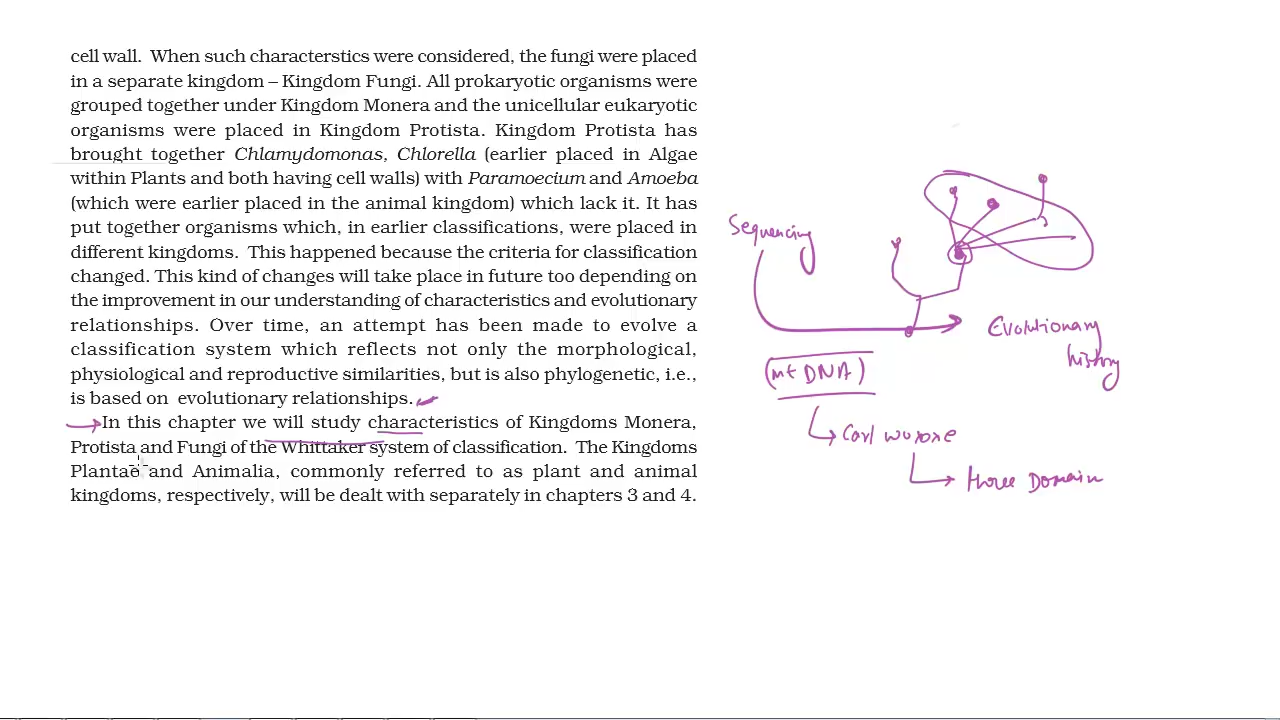 cell wall. When such characterstics were considered, the fungi were placed
in a separate kingdom – Kingdom Fungi. All prokaryotic organisms were
grouped together under Kingdom Monera and the unicellular eukaryotic
organisms were placed in Kingdom Protista. Kingdom Protista has
brought together Chlamydomonas, Chlorella (earlier placed in Algae
within Plants and both having cell walls) with Paramoecium and Amoeba
(which were earlier placed in the animal kingdom) which lack it. It has
put together organisms which, in earlier classifications, were placed in
different kingdoms. This happened because the criteria for classification
changed. This kind of changes will take place in future too depending on
the improvement in our understanding of characteristics and evolutionary
relationships. Over time, an attempt has been made to evolve a
classification system which reflects not only the morphological,
physiological and reproductive similarities, but is also phylogenetic, i.e.,
is based on evolutionary relationships.
In this chapter we will study characteristics of Kingdoms Monera,
Protista and Fungi of the Whittaker system of classification. The Kingdoms
Plantae and Animalia, commonly referred to as plant and animal
kingdoms, respectively, will be dealt with separately in chapters 3 and 4.
Sequencing
Evolutionary
history
(mt DNA)
Carl
three Domain